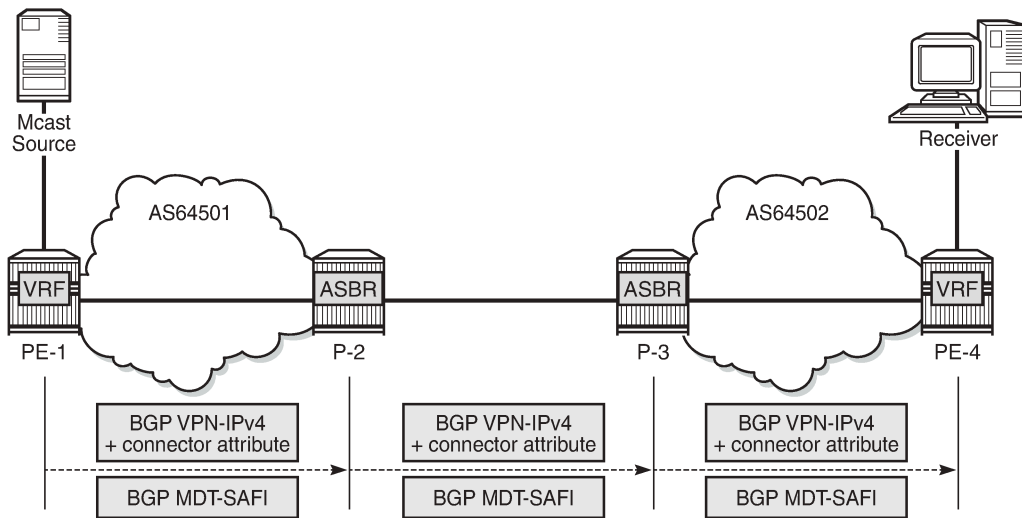 Mcast
Source
Receiver
AS64501
AS64502
VRF
ASBR
ASBR
VRF
PE-1
P-2
P-3
PE-4
BGP VPN-IPv4
+ connector attribute
BGP VPN-IPv4
+ connector attribute
BGP VPN-IPv4
+ connector attribute
BGP MDT-SAFI
BGP MDT-SAFI
BGP MDT-SAFI